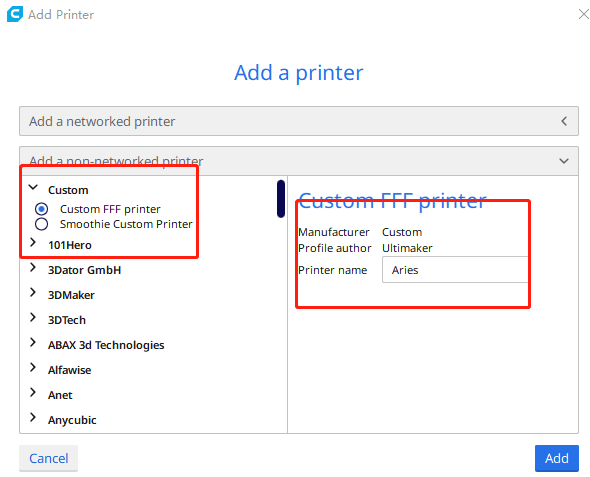 Add Printer
Add a printer
Add a networked printer
Add a non-networked printer
Custom
Custom FFF printer
Smoothie Custom Printer
101Hero
3Dator GmbH
3DMaker
3DTech
ABAX 3d Technologies
Alfawise
Anet
Anycubic
Custom FFF printer
Manufacturer Custom
Profile author Ultimaker
Printer name Aries
Cancel
Add